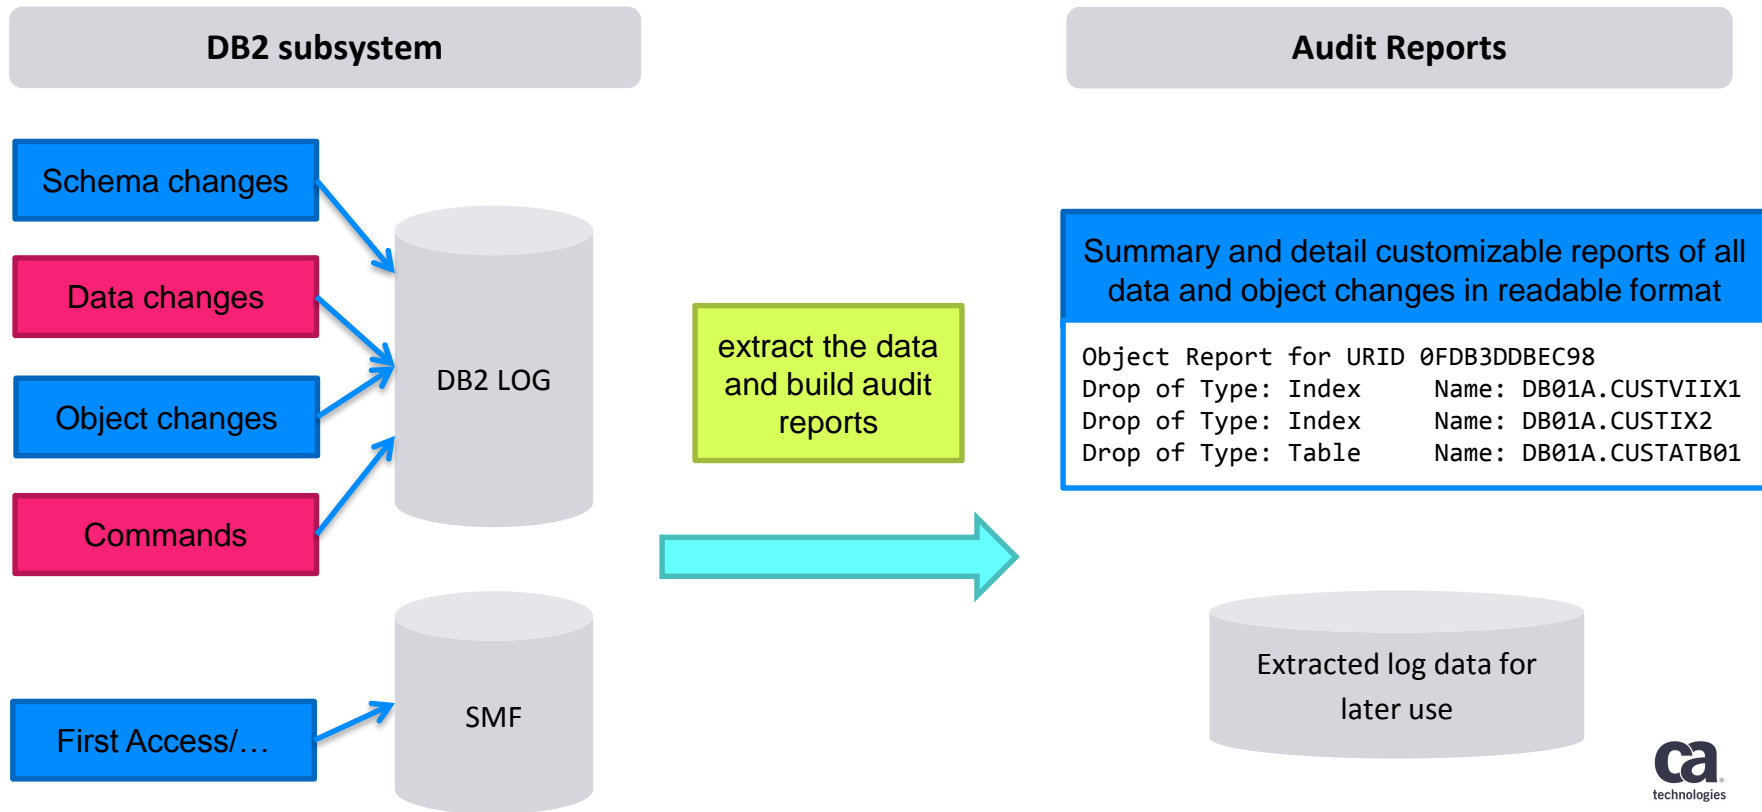 DB2 subsystem
Audit Reports
Schema changes
Data changes
Object changes
Commands
First Access/…
DB2 LOG
SMF
extract the data
and build audit
reports
Summary and detail customizable reports of all
data and object changes in readable format
Object Report for URID 0FDB3DDBEC98
Drop of Type: Index Name: DB01A.CUSTVIIX1
Drop of Type: Index Name: DB01A.CUSTIX2
Drop of Type: Table Name: DB01A.CUSTATB01
Extracted log data for
later use
ca
technologies